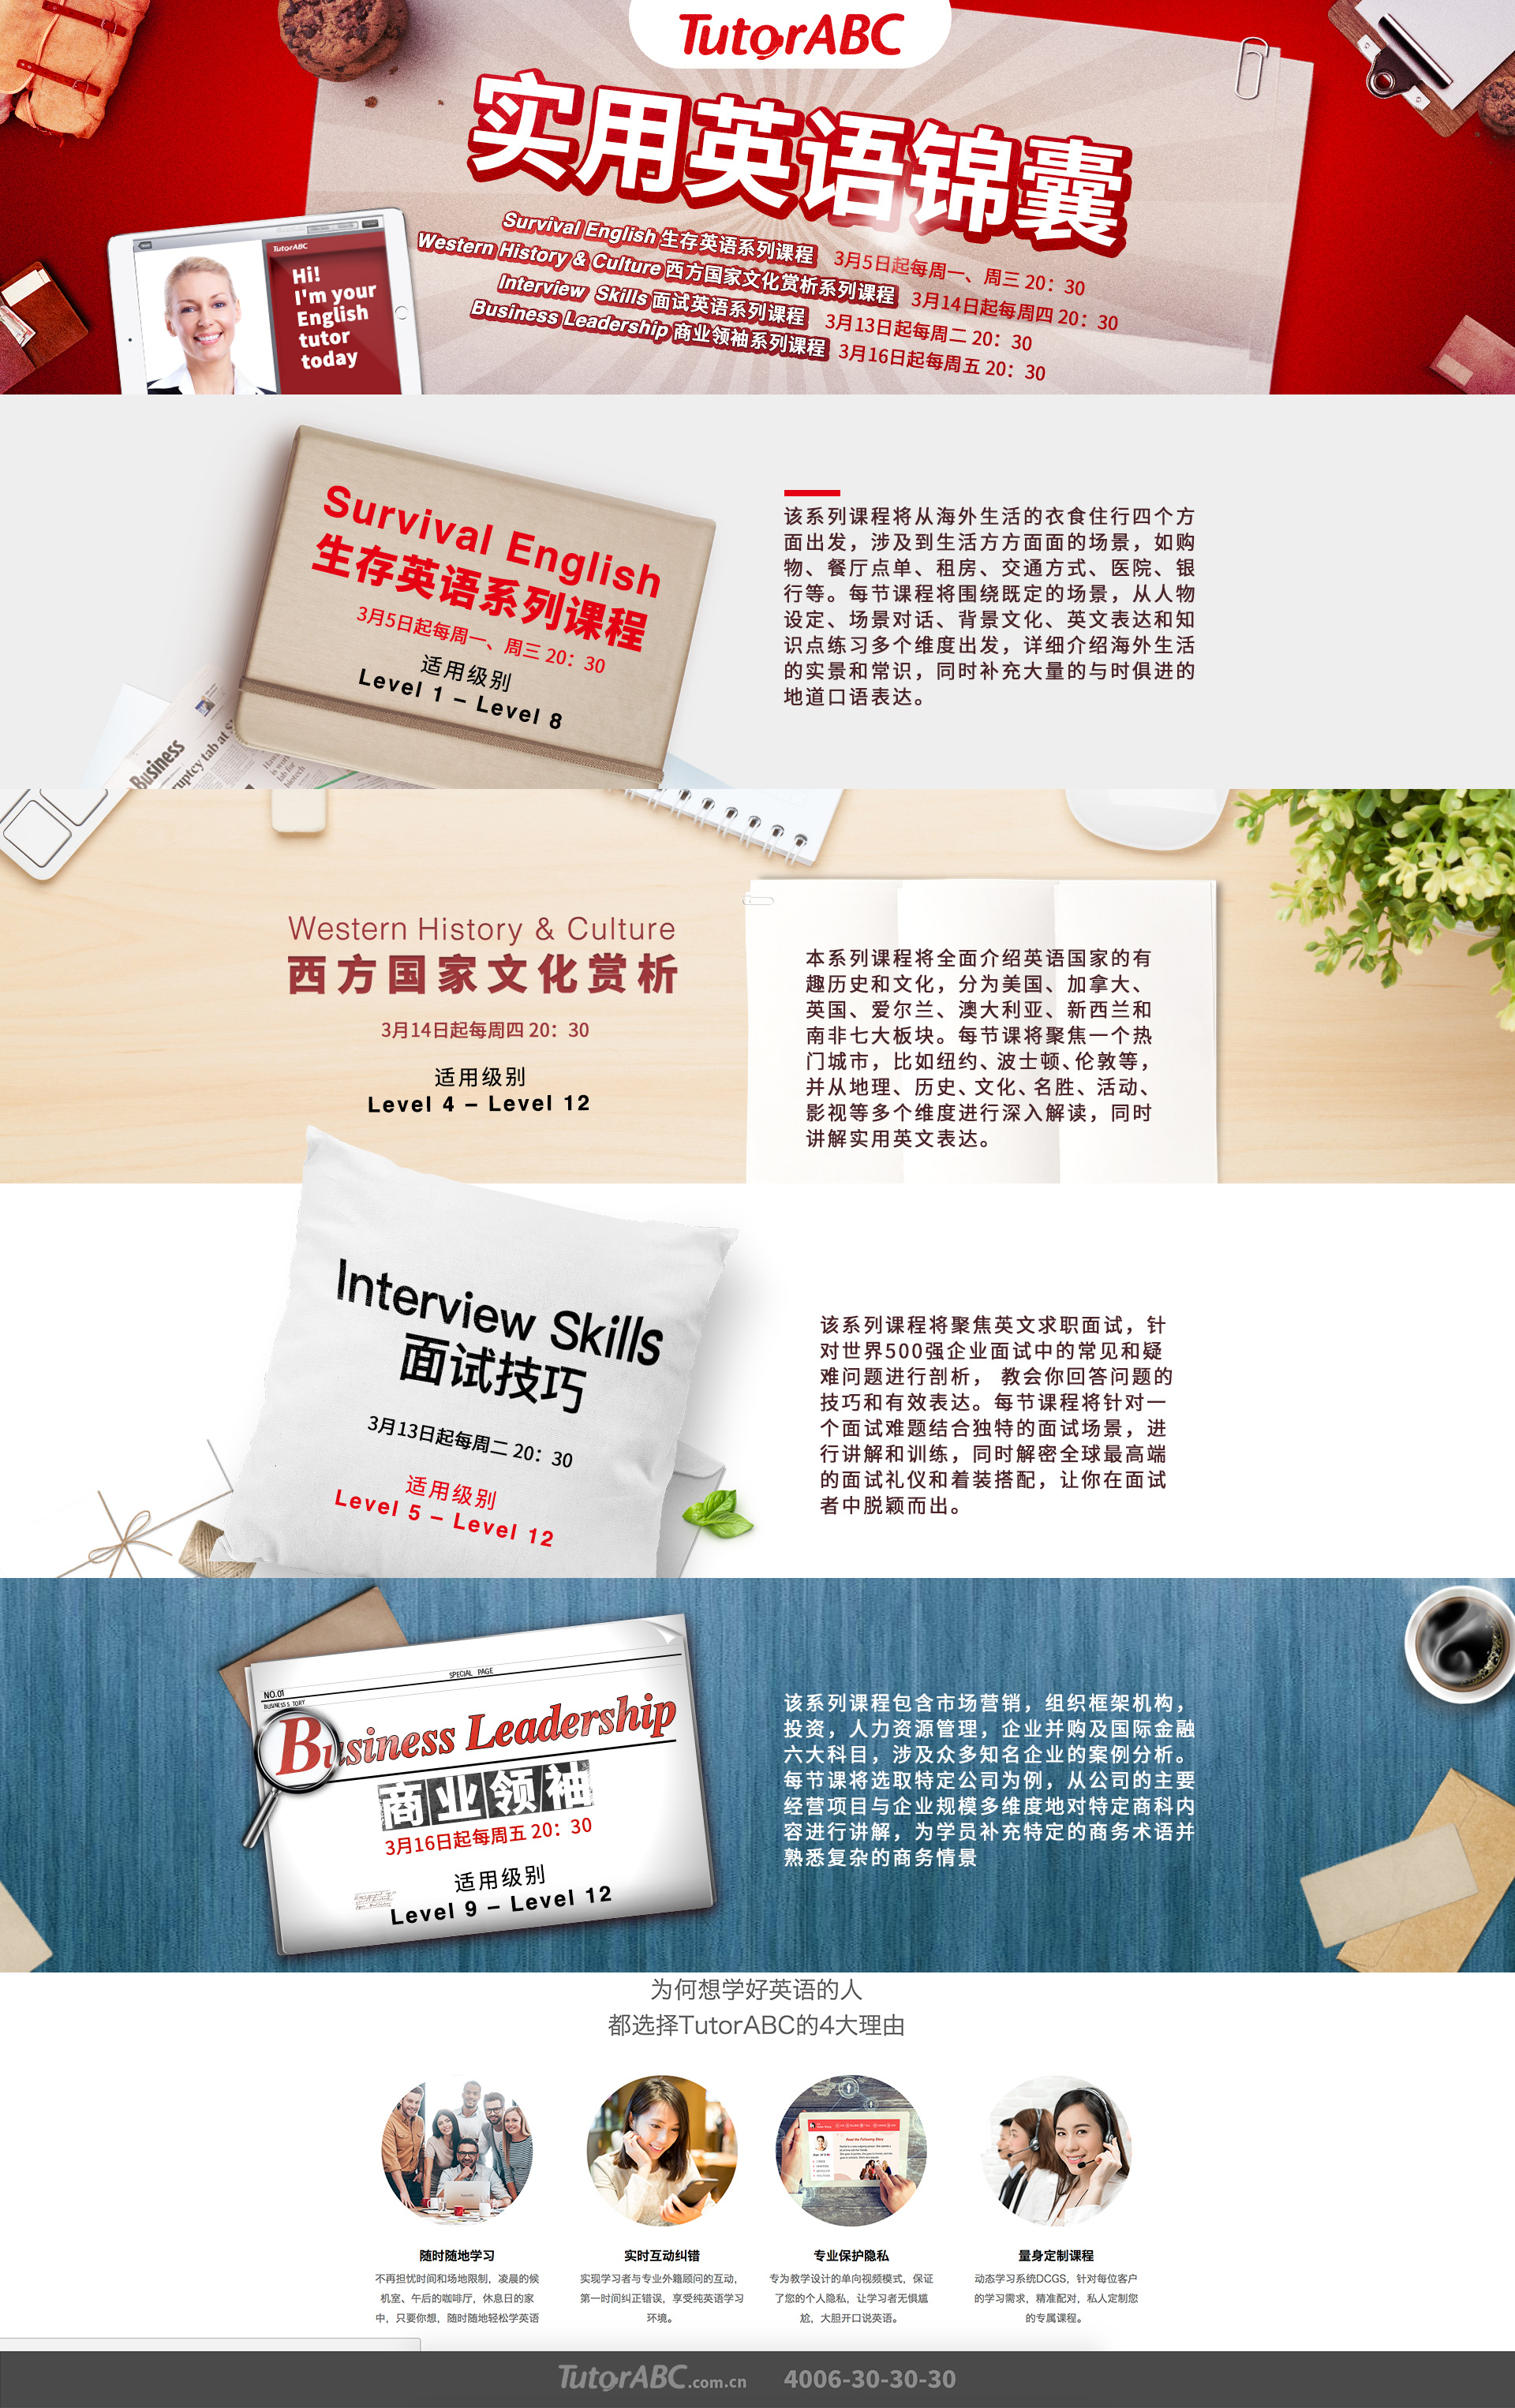 TutorABC
实用英语锦囊
Survival English 生存英语系列课程 3月5日起每周一、周三 20：30
Western History & Culture 西方国家文化赏析系列课程 3月14日起每周四 20：30
Interview Skills 面试英语系列课程 3月13日起每周二 20：30
Business Leadership 商业领袖系列课程 3月16日起每周五 20：30
TutorABC
Hi!
I'm your
English
tutor
today
Survival English
生存英语系列课程
3月5日起每周一、周三 20：30
适用级别
Level 1 – Level 8
Business
ruptcy tab at S
该系列课程将从海外生活的衣食住行四个方
面出发，涉及到生活方方面面的场景，如购
物、餐厅点单、租房、交通方式、医院、银
行等。每节课程将围绕既定的场景，从人物
设定、场景对话、背景文化、英文表达和知
识点练习多个维度出发，详细介绍海外生活
的实景和常识，同时补充大量的与时俱进的
地道口语表达。
Western History & Culture
西方国家文化赏析
3月14日起每周四 20：30
适用级别
Level 4 – Level 12
本系列课程将全面介绍英语国家的有
趣历史和文化，分为美国、加拿大、
英国、爱尔兰、澳大利亚、新西兰和
南非七大板块。每节课将聚焦一个热
门城市，比如纽约、波士顿、伦敦等，
并从地理、历史、文化、名胜、活动、
影视等多个维度进行深入解读，同时
讲解实用英文表达。
Interview Skills
面试技巧
3月13日起每周二 20：30
适用级别
Level 5 – Level 12
该系列课程将聚焦英文求职面试，针
对世界500强企业面试中的常见和疑
难问题进行剖析， 教会你回答问题的
技巧和有效表达。每节课程将针对一
个面试难题结合独特的面试场景，进
行讲解和训练，同时解密全球最高端
的面试礼仪和着装搭配，让你在面试
者中脱颖而出。
SPECIAL PAGE
NO.01
BUSINESS TORY
Business Leadership
商业领袖
3月16日起每周五 20：30
适用级别
Level 9 – Level 12
该系列课程包含市场营销，组织框架机构，
投资，人力资源管理，企业并购及国际金融
六大科目，涉及众多知名企业的案例分析。
每节课将选取特定公司为例，从公司的主要
经营项目与企业规模多维度地对特定商科内
容进行讲解，为学员补充特定的商务术语并
熟悉复杂的商务情景
为何想学好英语的人
都选择TutorABC的4大理由
Read the Following Story
随时随地学习
不再担忧时间和场地限制，凌晨的候
机室、午后的咖啡厅，休息日的家
中，只要你想，随时随地轻松学英语
实时互动纠错
实现学习者与专业外籍顾问的互动，
第一时间纠正错误，享受纯英语学习
环境。
专业保护隐私
专为教学设计的单向视频模式，保证
了您的个人隐私，让学习者无惧尴
尬，大胆开口说英语。
量身定制课程
动态学习系统DCGS，针对每位客户
的学习需求，精准配对，私人定制您
的专属课程。
TutorABC.com.cn 4006-30-30-30